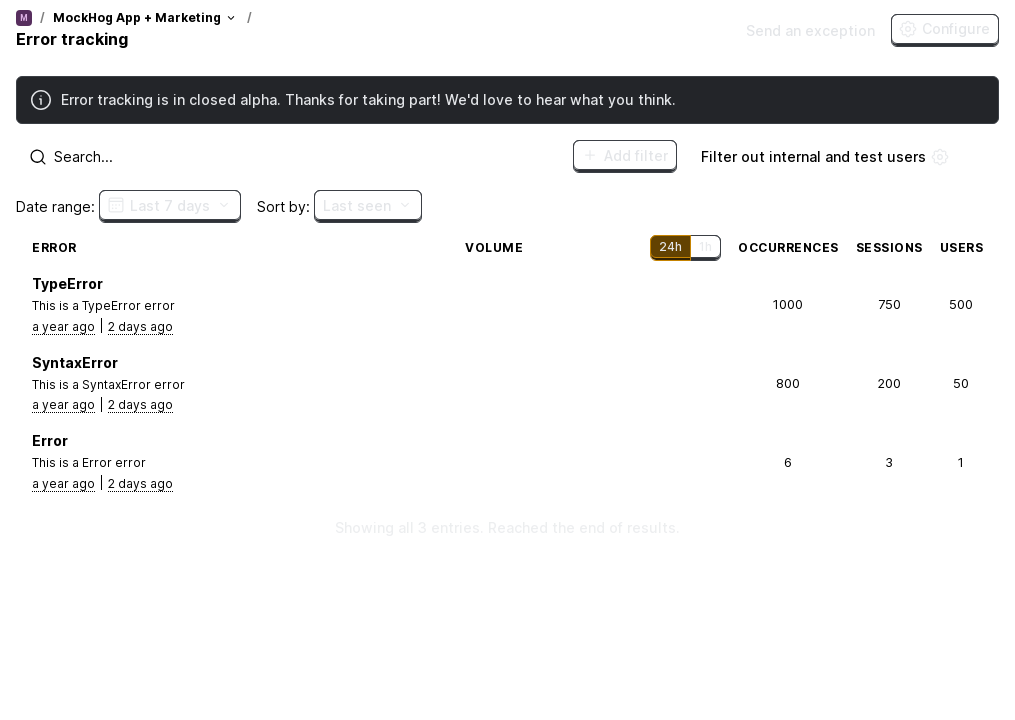 M / MockHog App + Marketing /
Error tracking
Send an exception
Configure
Error tracking is in closed alpha. Thanks for taking part! We'd love to hear what you think.
Search...
Add filter
Filter out internal and test users
Date range: Last 7 days Sort by: Last seen
ERROR VOLUME 24h 1h OCCURRENCES SESSIONS USERS
TypeError
This is a TypeError error
a year ago | 2 days ago
1000 750 500
SyntaxError
This is a SyntaxError error
a year ago | 2 days ago
800 200 50
Error
This is a Error error
a year ago | 2 days ago
6 3 1
Showing all 3 entries. Reached the end of results.